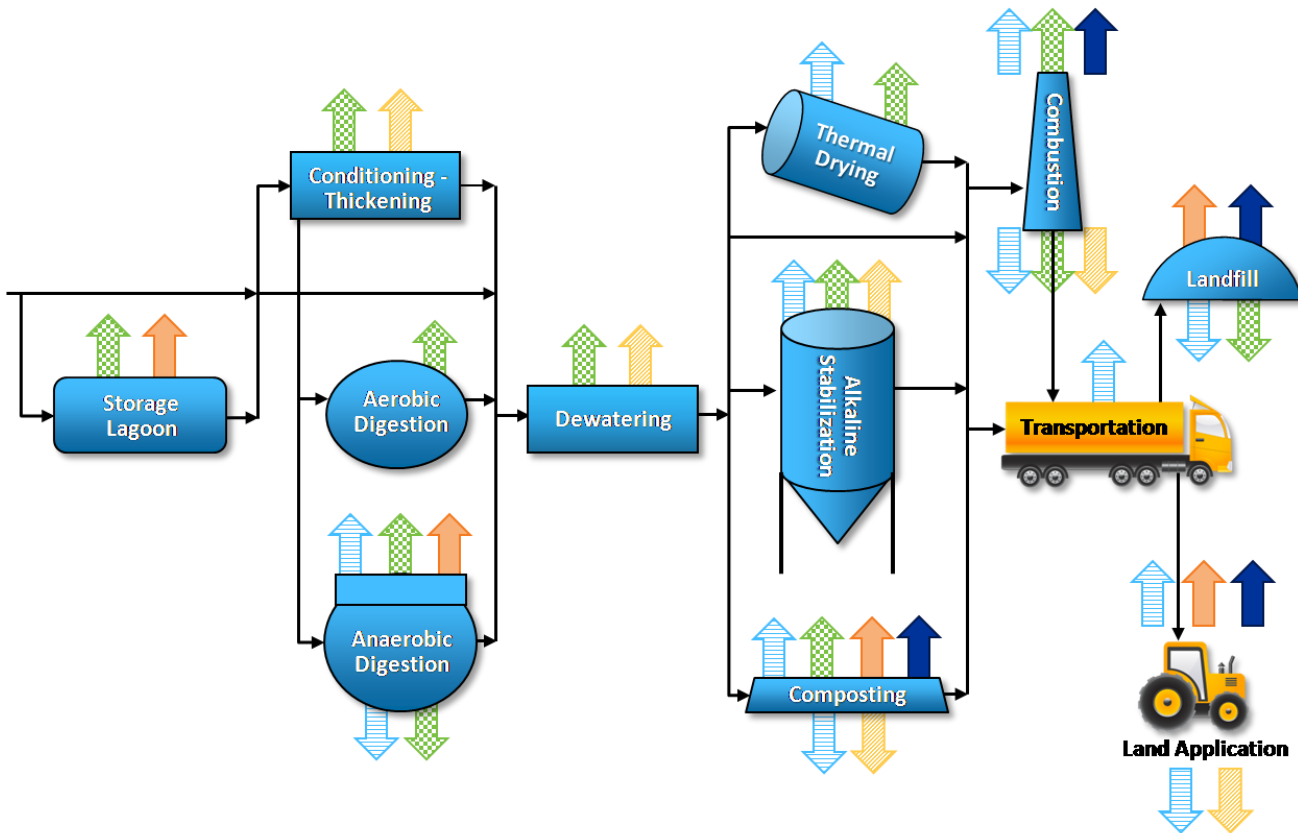 Conditioning -
Thickening
Storage
Lagoon
Aerobic
Digestion
Anaerobic
Digestion
Dewatering
Thermal
Drying
Alkaline
Stabilization
Composting
Combustion
Transportation
Landfill
Land Application